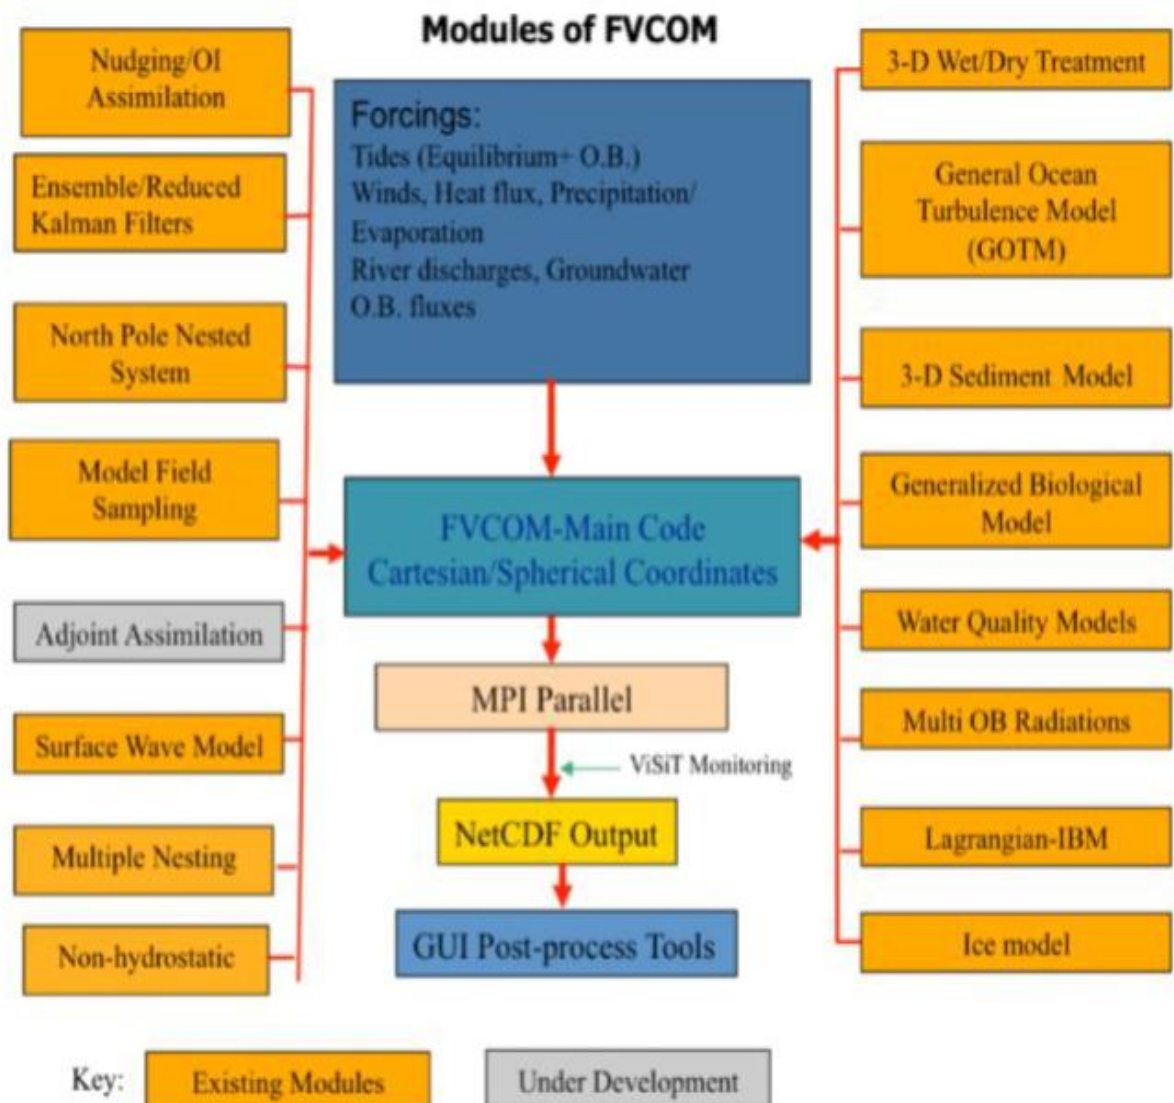 Modules of FVCOM
Nudging/OI
Assimilation
Ensemble/Reduced
Kalman Filters
North Pole Nested
System
Model Field
Sampling
Adjoint Assimilation
Surface Wave Model
Multiple Nesting
Non-hydrostatic
Forcings:
Tides (Equilibrium+ O.B.)
Winds, Heat flux, Precipitation/
Evaporation
River discharges, Groundwater
O.B. fluxes
FVCOM-Main Code
Cartesian/Spherical Coordinates
MPI Parallel
ViSiT Monitoring
NetCDF Output
GUI Post-process Tools
3-D Wet/Dry Treatment
General Ocean
Turbulence Model
(GOTM)
3-D Sediment Model
Generalized Biological
Model
Water Quality Models
Multi OB Radiations
Lagrangian-IBM
Ice model
Key:
Existing Modules
Under Development